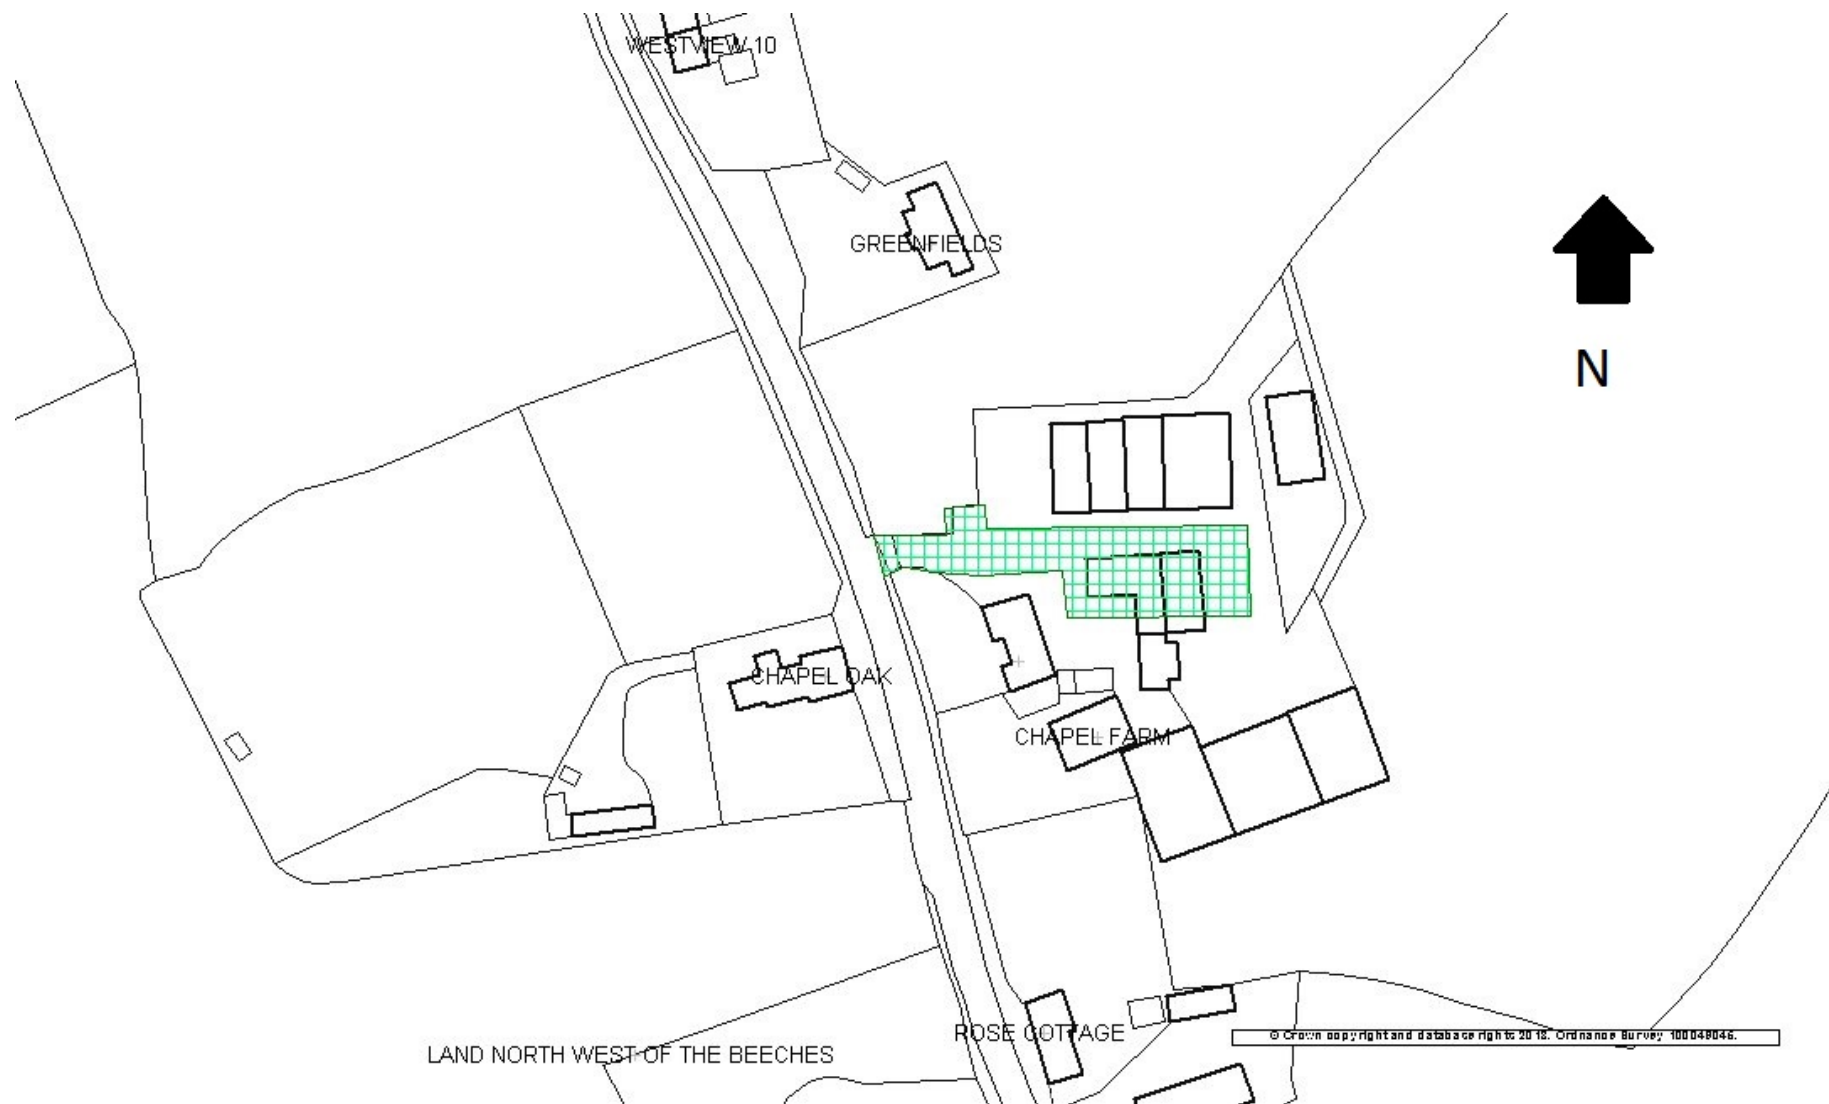 WESTVIEW 10
GREENFIELDS
N
CHAPEL OAK
CHAPEL FARM
ROSE COTTAGE
LAND NORTH WEST OF THE BEECHES
© Crown copyright and database rights 2018. Ordnance Survey 100049045.